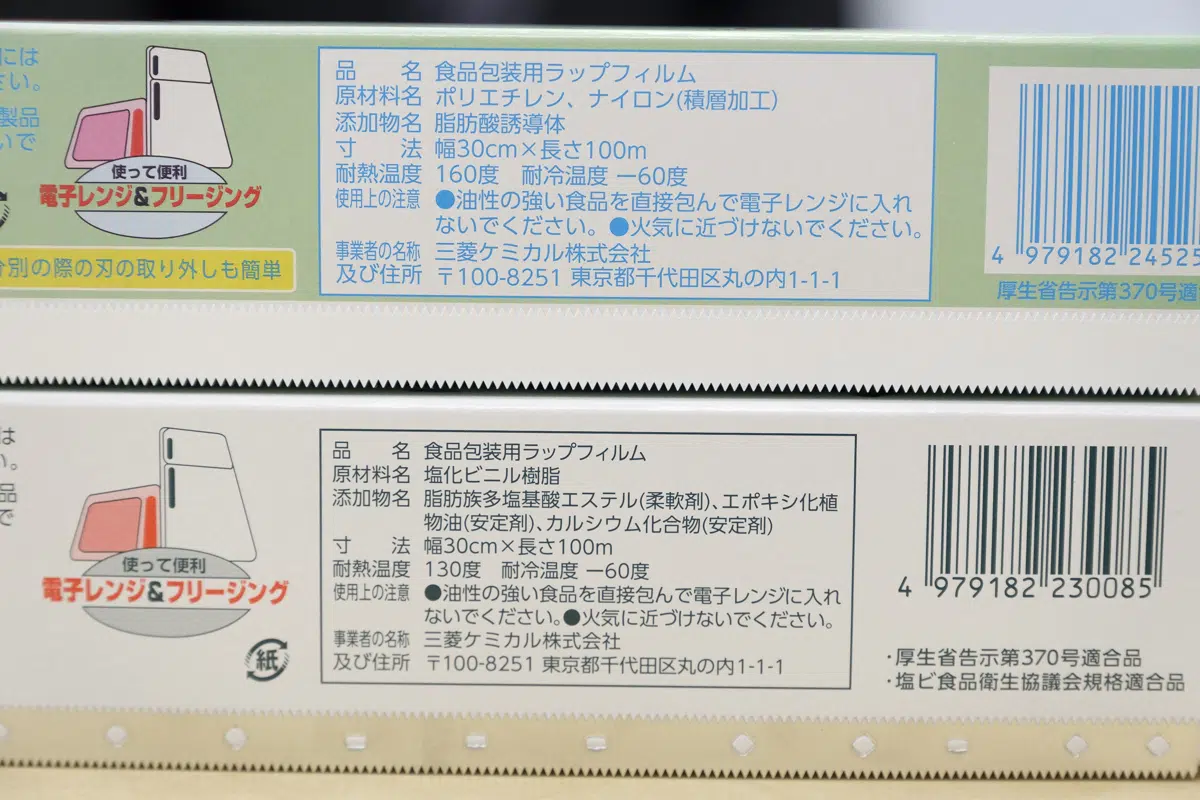 には
さい。
製品
いで
使って便利
電子レンジ&フリージング
別の際の刃の取り外しも簡単
品　　名 食品包装用ラップフィルム
原材料名 ポリエチレン、ナイロン(積層加工)
添加物名 脂肪酸誘導体
寸　　法 幅30cm×長さ100m
耐熱温度 160度　耐冷温度 −60度
使用上の注意 ●油性の強い食品を直接包んで電子レンジに入れ
ないでください。●火気に近づけないでください。
事業者の名称 三菱ケミカル株式会社
及び住所 〒100-8251 東京都千代田区丸の内1-1-1
4 979182 24525
厚生省告示第370号適
は
い。
品
で
使って便利
電子レンジ&フリージング
紙
品　　名 食品包装用ラップフィルム
原材料名 塩化ビニル樹脂
添加物名 脂肪族多塩基酸エステル(柔軟剤)、エポキシ化植
物油(安定剤)、カルシウム化合物(安定剤)
寸　　法 幅30cm×長さ100m
耐熱温度 130度　耐冷温度 −60度
使用上の注意 ●油性の強い食品を直接包んで電子レンジに入れ
ないでください。●火気に近づけないでください。
事業者の名称 三菱ケミカル株式会社
及び住所 〒100-8251 東京都千代田区丸の内1-1-1
4 979182 230085
・厚生省告示第370号適合品
・塩ビ食品衛生協議会規格適合品